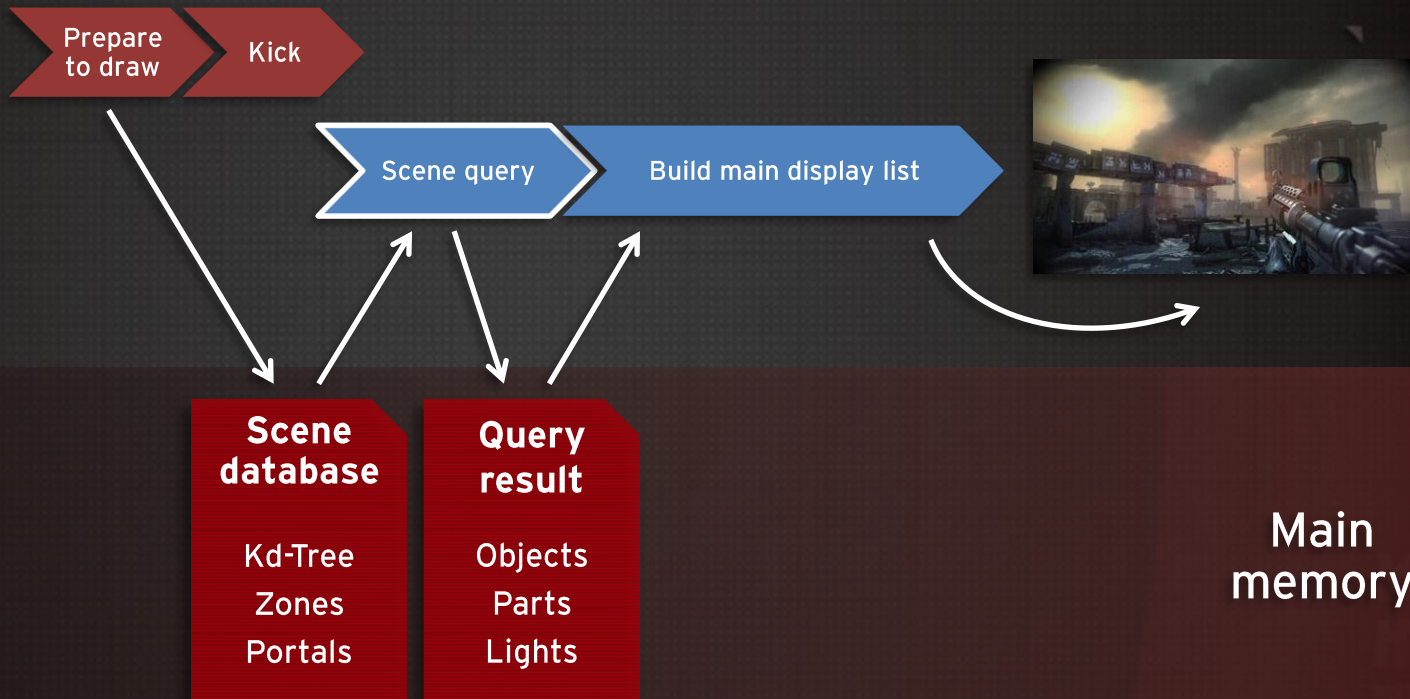 Prepare
to draw
Kick
Scene query
Build main display list
Scene
database
Kd-Tree
Zones
Portals
Query
result
Objects
Parts
Lights
Main
memory